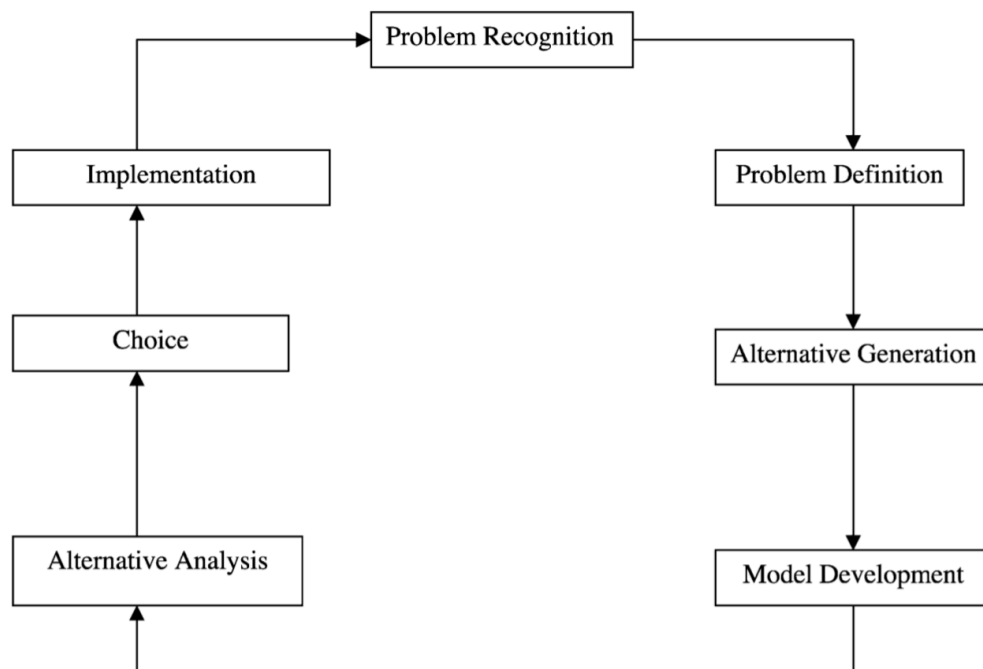 Problem Recognition
Implementation
Problem Definition
Choice
Alternative Generation
Alternative Analysis
Model Development